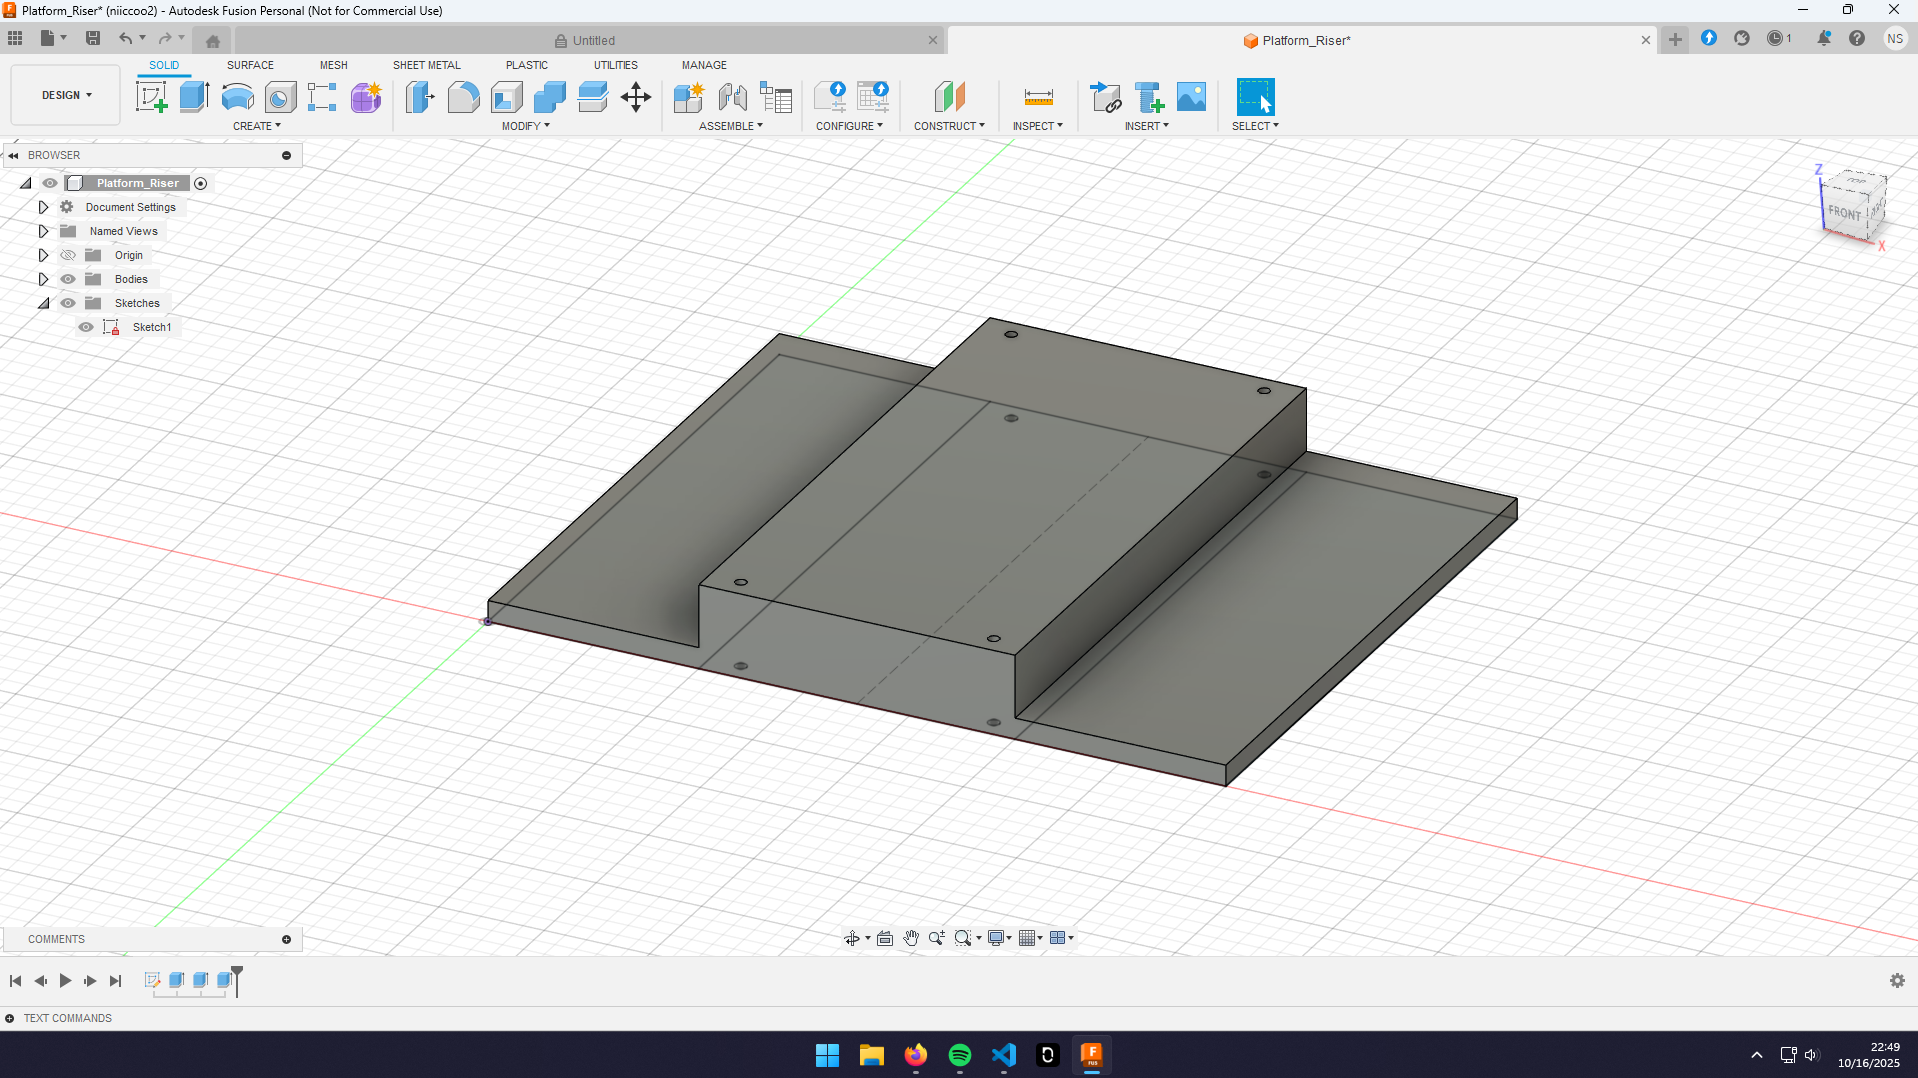 Platform_Riser* (niiccoo2) - Autodesk Fusion Personal (Not for Commercial Use)
Untitled
Platform_Riser*
1
NS
DESIGN
SOLID
SURFACE
MESH
SHEET METAL
PLASTIC
UTILITIES
MANAGE
CREATE
MODIFY
ASSEMBLE
CONFIGURE
CONSTRUCT
INSPECT
INSERT
SELECT
BROWSER
Platform_Riser
Document Settings
Named Views
Origin
Bodies
Sketches
Sketch1
Z
TOP
FRONT
X
COMMENTS
TEXT COMMANDS
22:49
10/16/2025